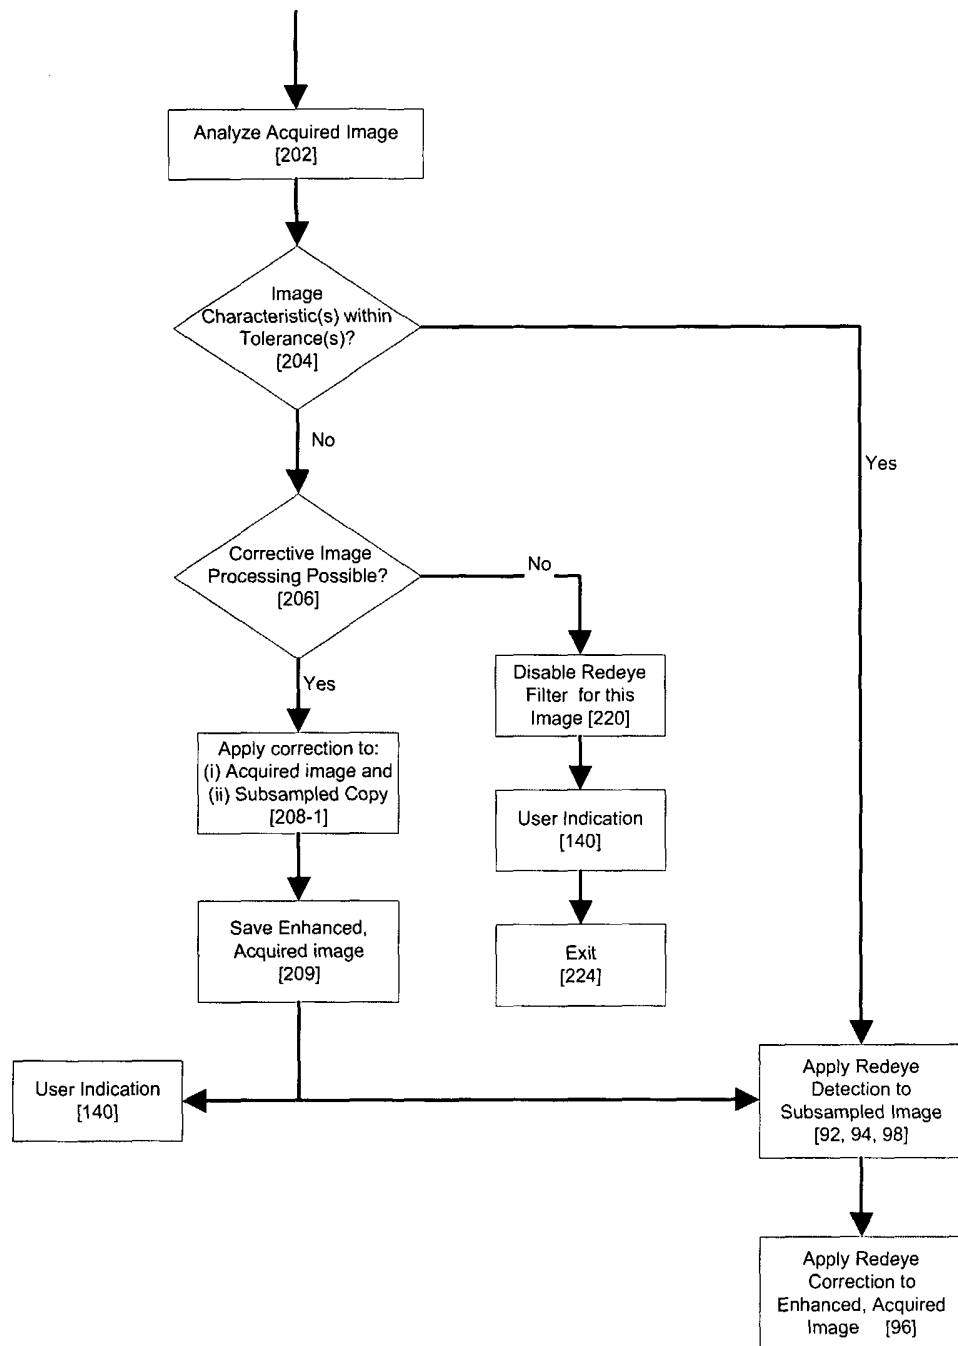 Analyze Acquired Image
[202]
Image
Characteristic(s) within
Tolerance(s)?
[204]
No
Yes
Corrective Image
Processing Possible?
[206]
No
Yes
Disable Redeye
Filter for this
Image [220]
Apply correction to:
(i) Acquired image and
(ii) Subsampled Copy
[208-1]
User Indication
[140]
Save Enhanced,
Acquired image
[209]
Exit
[224]
User Indication
[140]
Apply Redeye
Detection to
Subsampled Image
[92, 94, 98]
Apply Redeye
Correction to
Enhanced, Acquired
Image [96]